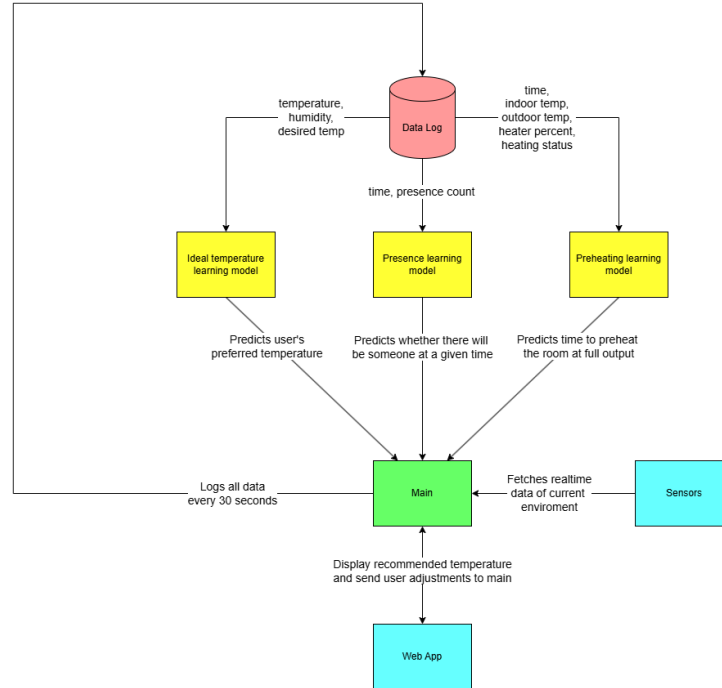 Data Log
temperature,
humidity,
desired temp
time,
indoor temp,
outdoor temp,
heater percent,
heating status
time, presence count
Ideal temperature
learning model
Presence learning
model
Preheating learning
model
Predicts user's
preferred temperature
Predicts whether there will
be someone at a given time
Predicts time to preheat
the room at full output
Logs all data
every 30 seconds
Main
Fetches realtime
data of current
enviroment
Sensors
Display recommended temperature
and send user adjustments to main
Web App